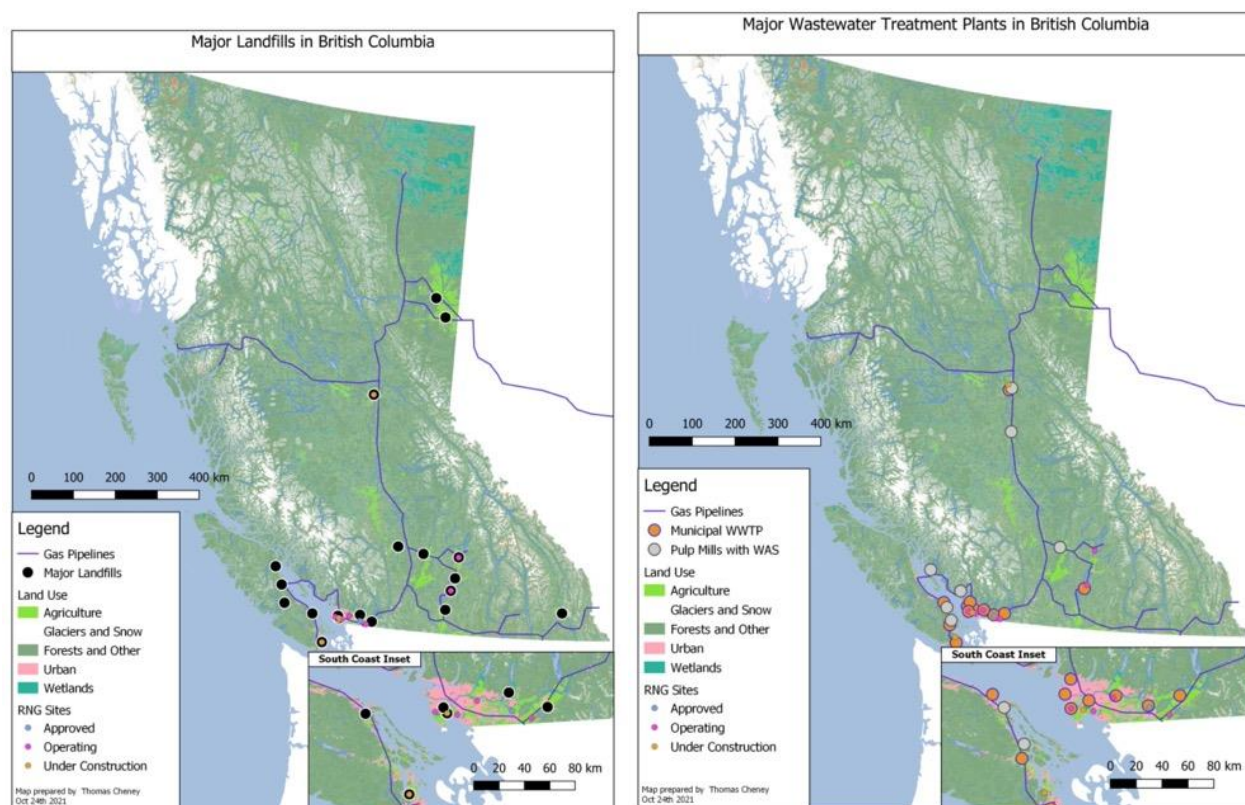 Major Landfills in British Columbia
0 100 200 300 400 km
Legend
Gas Pipelines
Major Landfills
Land Use
Agriculture
Glaciers and Snow
Forests and Other
Urban
Wetlands
RNG Sites
Approved
Operating
Under Construction
Map prepared by Thomas Cheney
Oct 24th 2021
South Coast Inset
0 20 40 60 80 km
Major Wastewater Treatment Plants in British Columbia
0 100 200 300 400 km
Legend
Gas Pipelines
Municipal WWTP
Pulp Mills with WAS
Land Use
Agriculture
Glaciers and Snow
Forests and Other
Urban
Wetlands
RNG Sites
Approved
Operating
Under Construction
Map prepared by Thomas Cheney
Oct 24th 2021
South Coast Inset
0 20 40 60 80 km